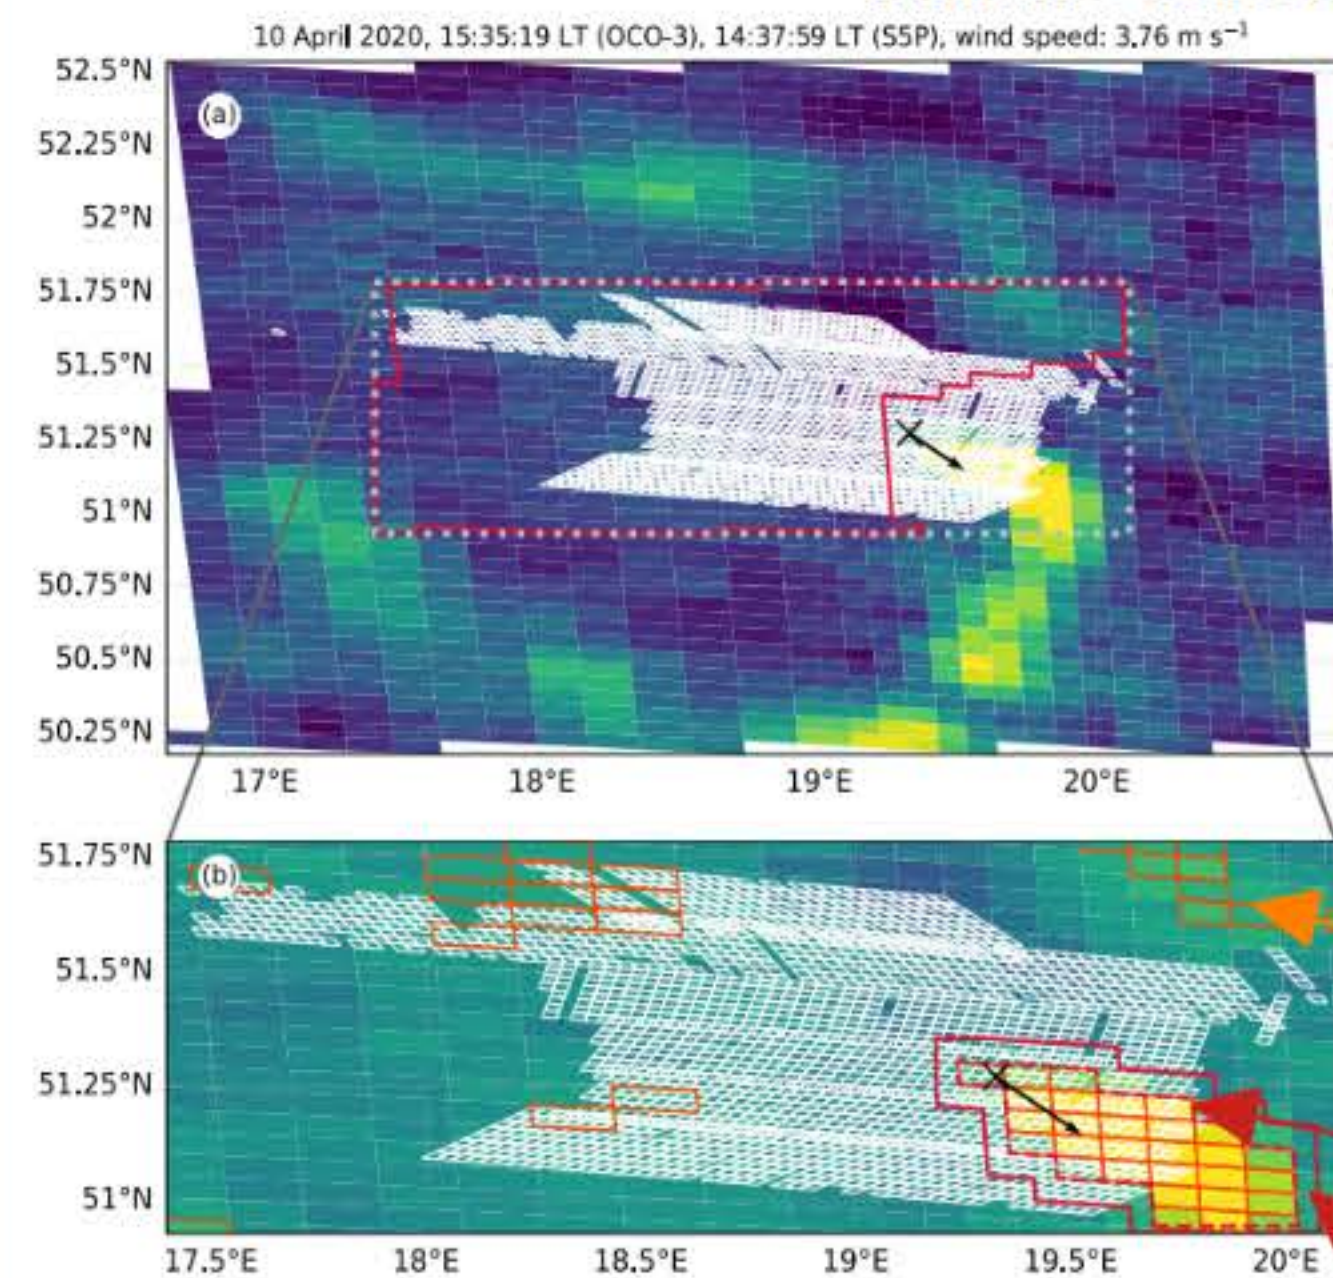 10 April 2020, 15:35:19 LT (OCO-3), 14:37:59 LT (S5P), wind speed: 3.76 m s⁻¹
(a)
52.5°N
52.25°N
52°N
51.75°N
51.5°N
51.25°N
51°N
50.75°N
50.5°N
50.25°N
17°E 18°E 19°E 20°E
(b)
51.75°N
51.5°N
51.25°N
51°N
17.5°E 18°E 18.5°E 19°E 19.5°E 20°E